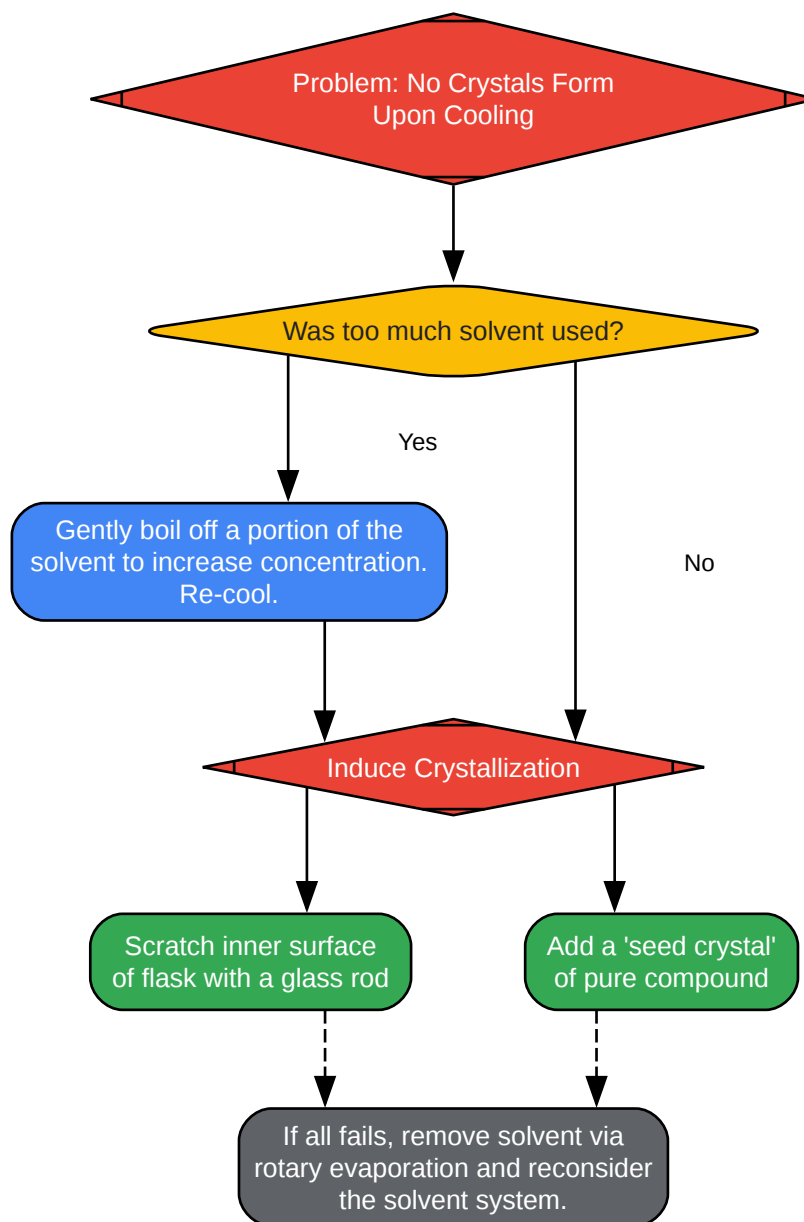 Problem: No Crystals Form
Upon Cooling
Was too much solvent used?
Yes
Gently boil off a portion of the
solvent to increase concentration.
Re-cool.
No
Induce Crystallization
Scratch inner surface
of flask with a glass rod
Add a 'seed crystal'
of pure compound
If all fails, remove solvent via
rotary evaporation and reconsider
the solvent system.